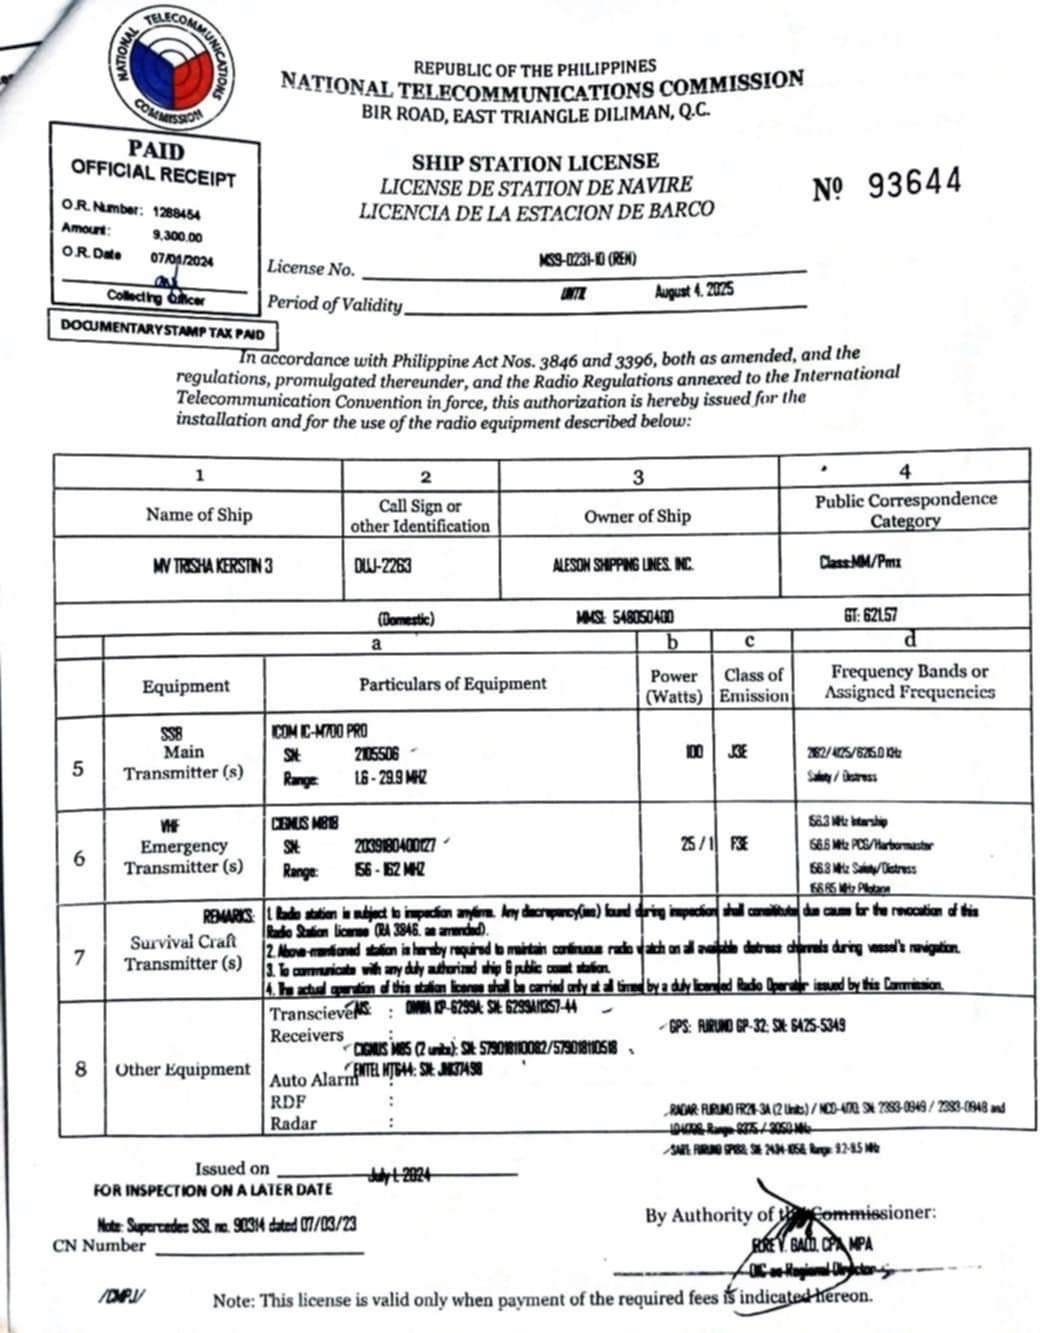 NATIONAL TELECOMMUNICATIONS COMMISSION
REPUBLIC OF THE PHILIPPINES
NATIONAL TELECOMMUNICATIONS COMMISSION
BIR ROAD, EAST TRIANGLE DILIMAN, Q.C.
PAID
OFFICIAL RECEIPT
O.R. Number: 1288454
Amount: 9,300.00
O.R. Date 07/01/2024
Collecting Officer
DOCUMENTARY STAMP TAX PAID
SHIP STATION LICENSE
LICENSE DE STATION DE NAVIRE
LICENCIA DE LA ESTACION DE BARCO
Nº 93644
License No. MSS-0231-10 (REN)
Period of Validity UNTIL August 4, 2025
In accordance with Philippine Act Nos. 3846 and 3396, both as amended, and the
regulations, promulgated thereunder, and the Radio Regulations annexed to the International
Telecommunication Convention in force, this authorization is hereby issued for the
installation and for the use of the radio equipment described below:
1 2 3 4
Name of Ship
Call Sign or
other Identification
Owner of Ship
Public Correspondence
Category
MV TRISHA KERSTIN 3 DUJ-2263 ALESON SHIPPING LINES, INC. Class:MM/Pmx
(Domestic) MMSI: 548050400 GT: 621.57
a b c d
Equipment
Particulars of Equipment
Power
(Watts)
Class of
Emission
Frequency Bands or
Assigned Frequencies
5
SSB
Main
Transmitter (s)
ICOM IC-M700 PRO
SN: 2105506
Range: 1.6 - 29.9 MHZ
100 J3E
2182/4125/6215.0 KHz
Safety / Distress
6
VHF
Emergency
Transmitter (s)
CIGNUS M818
SN: 2039180400127
Range: 156 - 162 MHZ
25 / 1 F3E
156.3 MHz Intership
156.6 MHz PCG/Harbormaster
156.8 MHz Safety/Distress
156.65 MHz Pilotage
7
REMARKS:
Survival Craft
Transmitter (s)
1. Radio station is subject to inspection anytime. Any discrepancy(ies) found during inspection shall constitute due cause for the revocation of this
Radio Station License (RA 3846, as amended).
2. Above-mentioned station is hereby required to maintain continuous radio watch on all available distress channels during vessel's navigation.
3. To communicate with any duly authorized ship & public coast station.
4. The actual operation of this station license shall be carried only at all times by a duly licensed Radio Operator issued by this Commission.
8
Other Equipment
Transciever AIS: : ONWA KP-6299A; SN: 6299A11357-44
Receivers :
GPS: FURUNO GP-32; SN: 6425-5349
CIGNUS M85 (2 units): SN: 579018110082/579018110518
Auto Alarm : ENTEL HT644; SN:
RDF :
Radar :
RADAR: FURUNO (2 Units) / SN: 2393-0949 / 2393-0948 and
Range: 9375 / 3050 MHz
SART: FURUNO Range: 9.2-9.5 MHz
Issued on July 1, 2024
FOR INSPECTION ON A LATER DATE
Note: Supercedes SSL no. 90314 dated 07/03/23
CN Number
By Authority of the Commissioner:
CPA, MPA
OIC as Regional Director
/CMPJ/
Note: This license is valid only when payment of the required fees is indicated hereon.